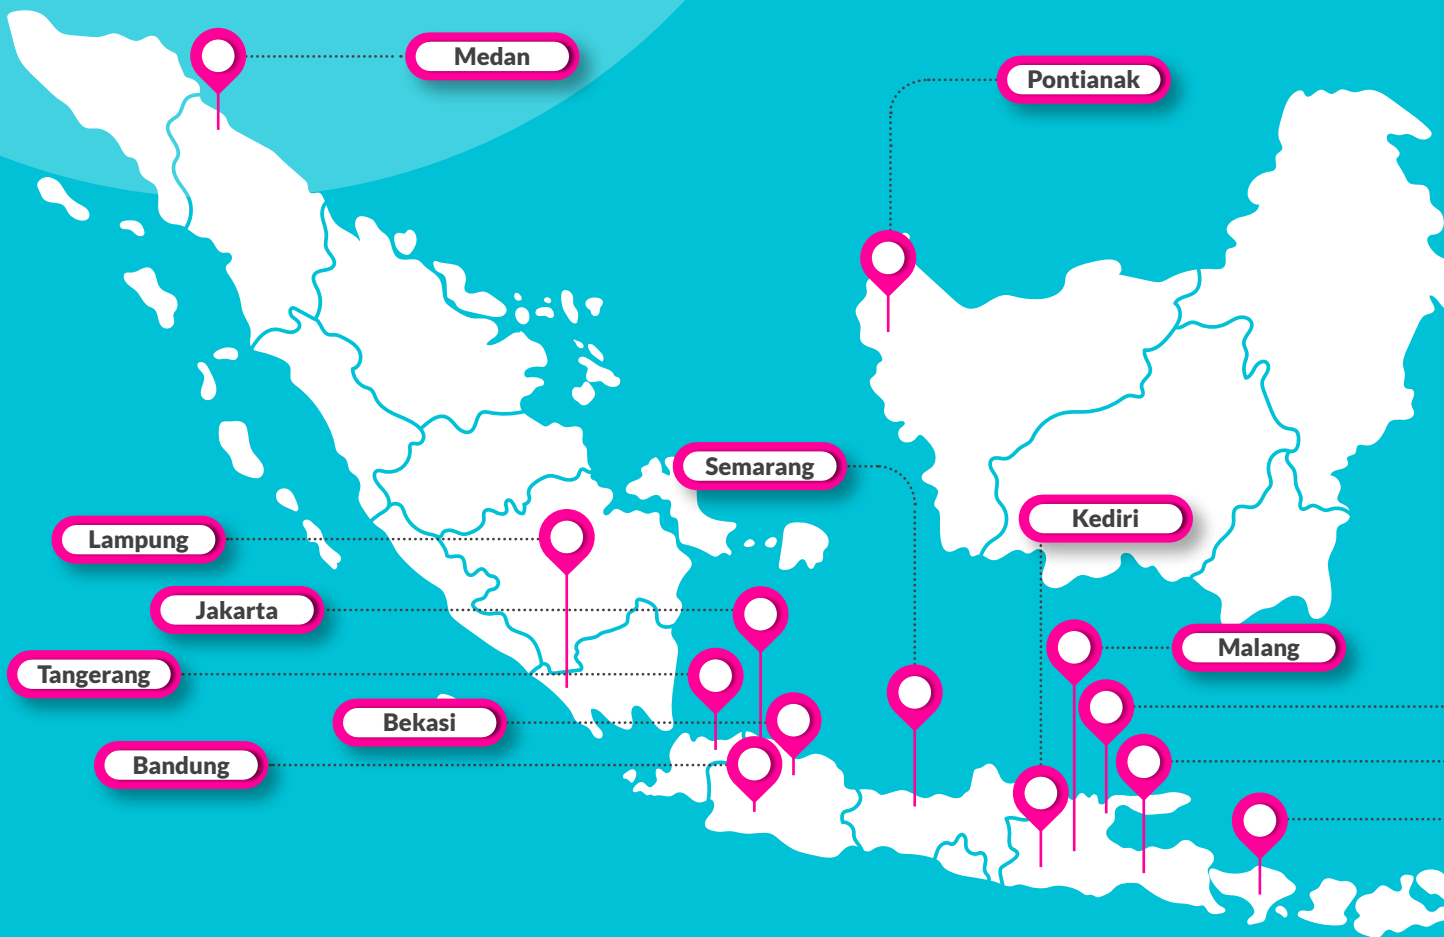 Medan
Pontianak
Semarang
Kediri
Lampung
Jakarta
Malang
Tangerang
Bekasi
Bandung